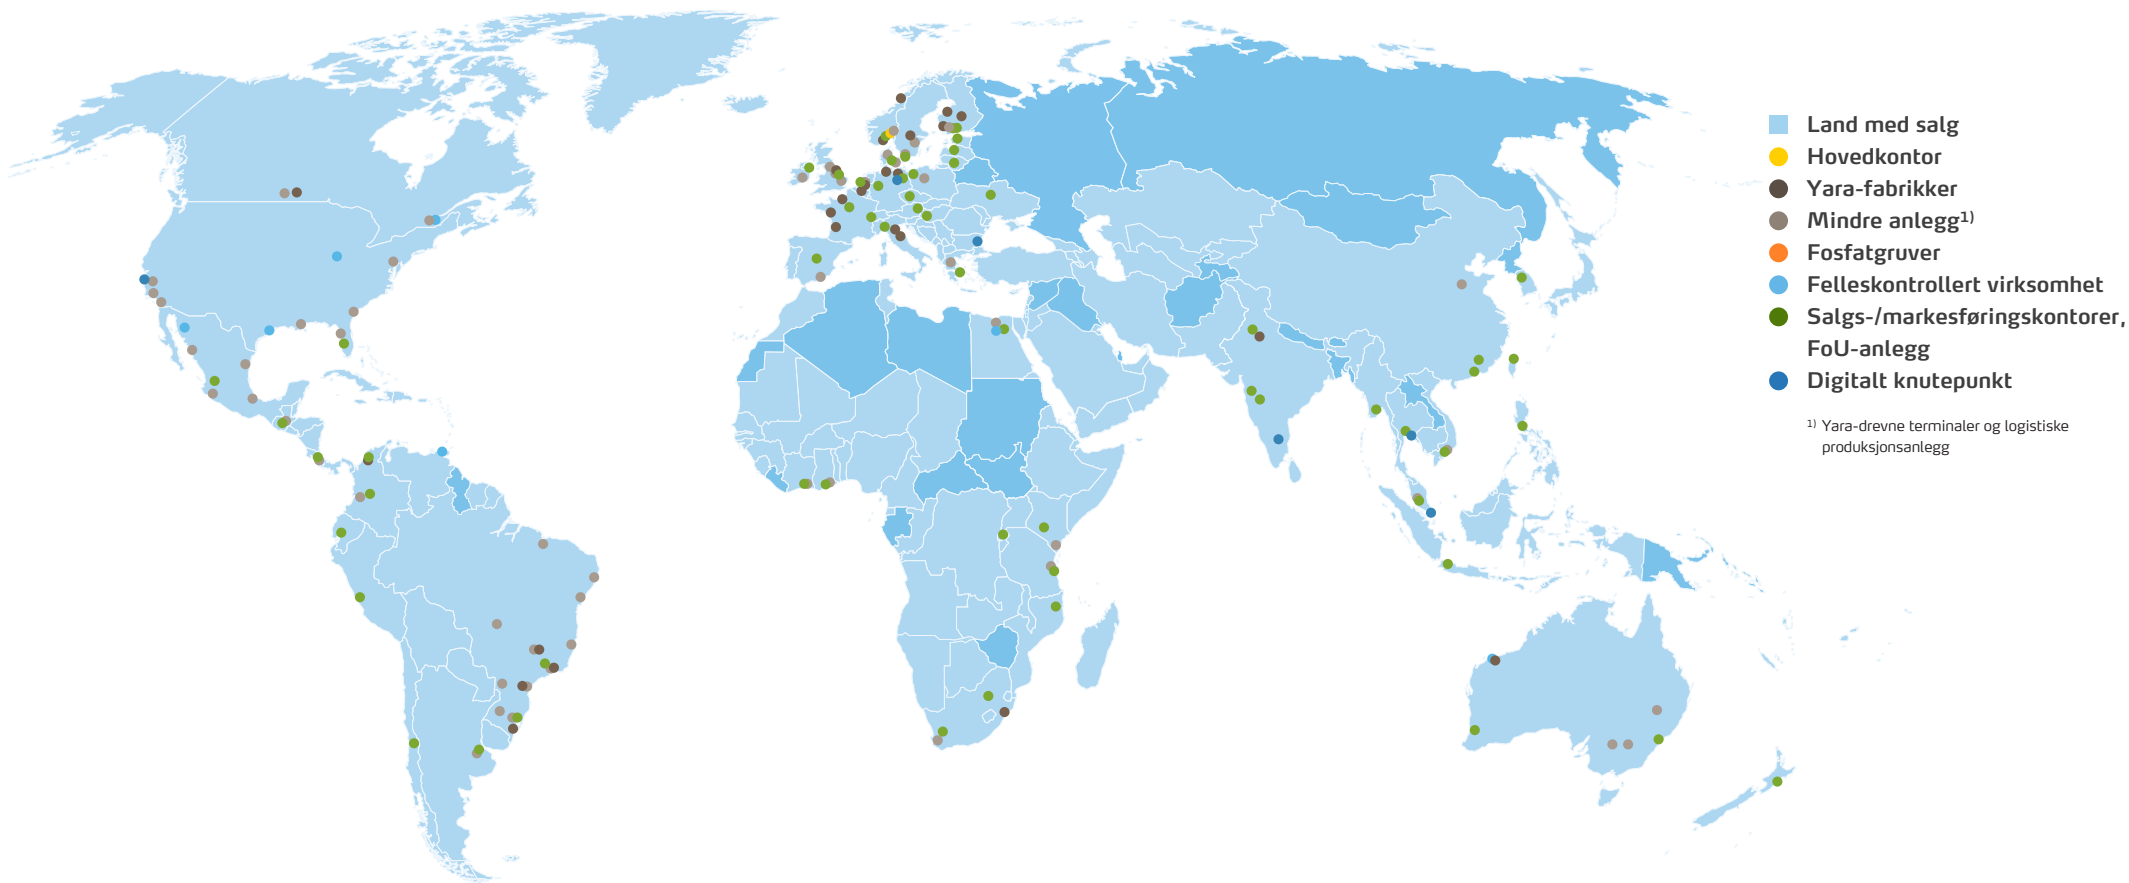 Land med salg
Hovedkontor
Yara-fabrikker
Mindre anlegg¹⁾
Fosfatgruver
Felleskontrollert virksomhet
Salgs-/markesføringskontorer,
FoU-anlegg
Digitalt knutepunkt
¹⁾ Yara-drevne terminaler og logistiske
produksjonsanlegg